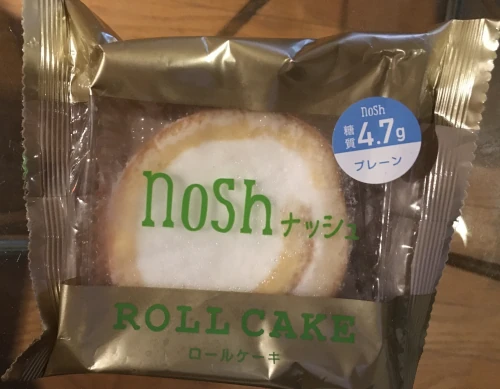 nosh
糖質 4.7g
プレーン
nosh ナッシュ
ROLL CAKE
ロールケーキ